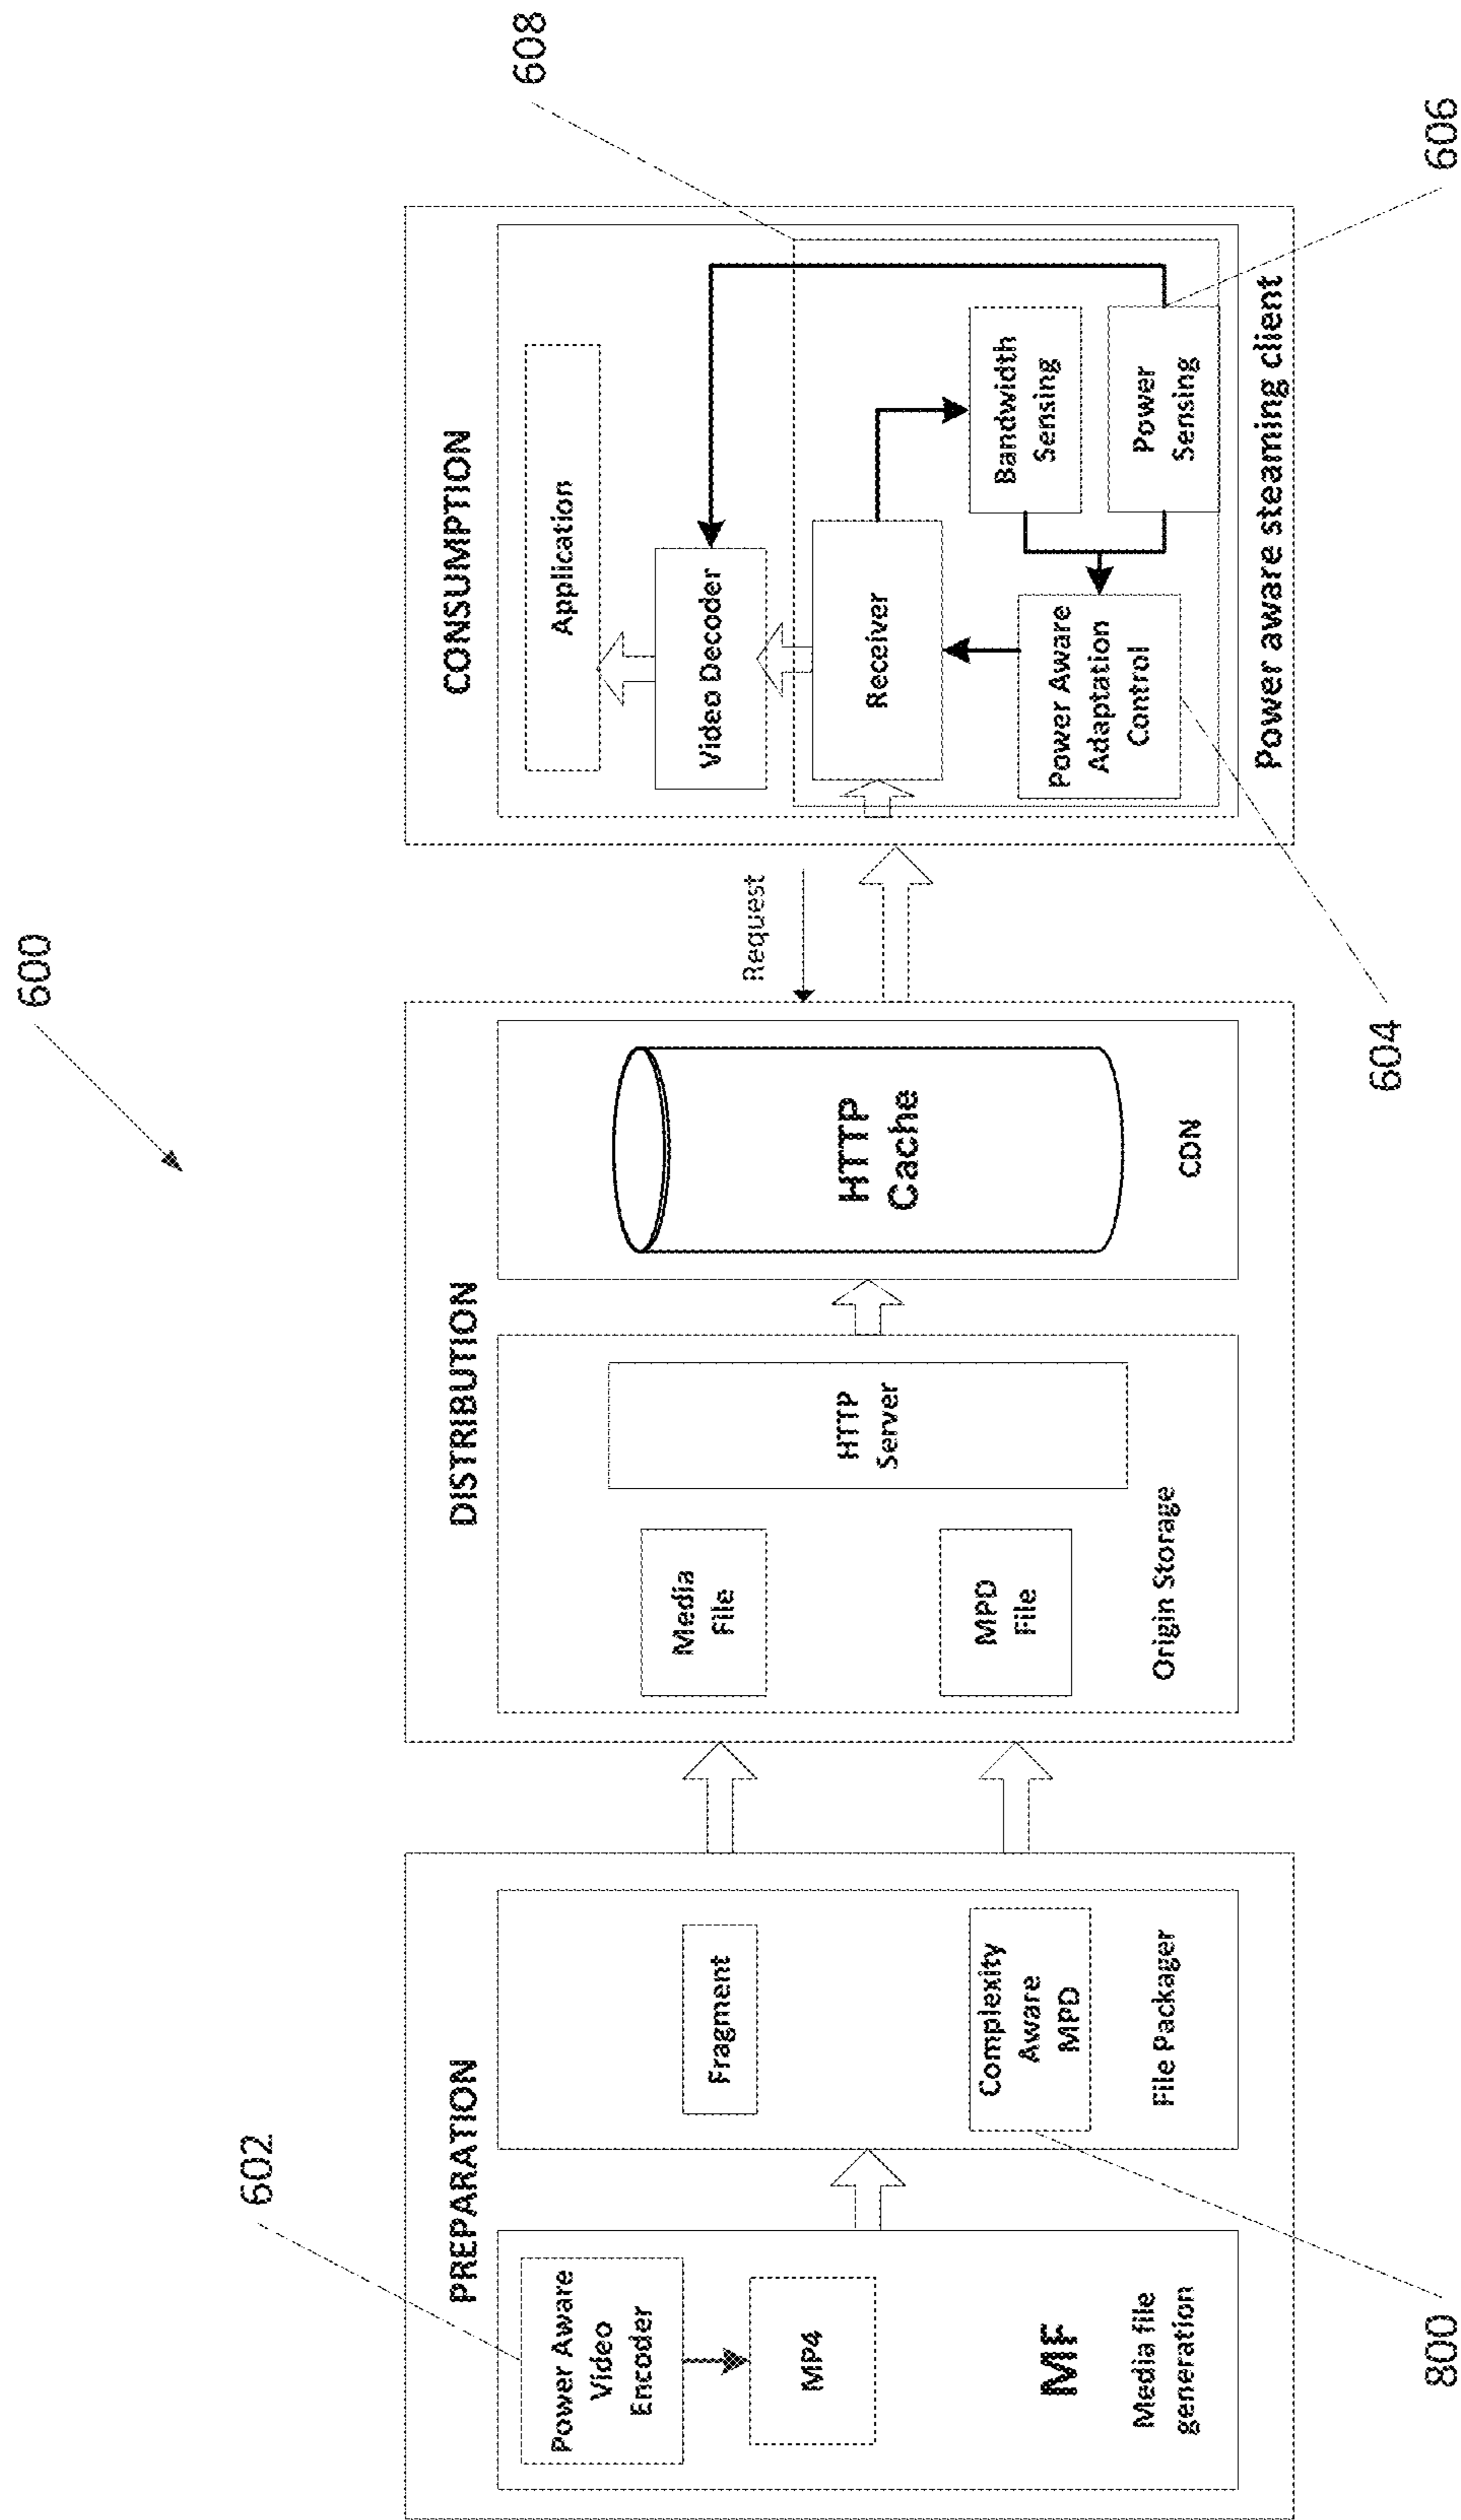 600
PREPARATION
602
Power Aware
Video
Encoder
MP4
MF
Media file
generation
Fragment
Complexity
Aware
MPD
File Packager
800
DISTRIBUTION
Media
File
MPD
File
Origin Storage
HTTP
Server
HTTP
Cache
CDN
Request
CONSUMPTION
608
Application
Video Decoder
Receiver
Bandwidth
Sensing
Power Aware
Adaptation
Control
Power
Sensing
Power aware steaming client
604
606